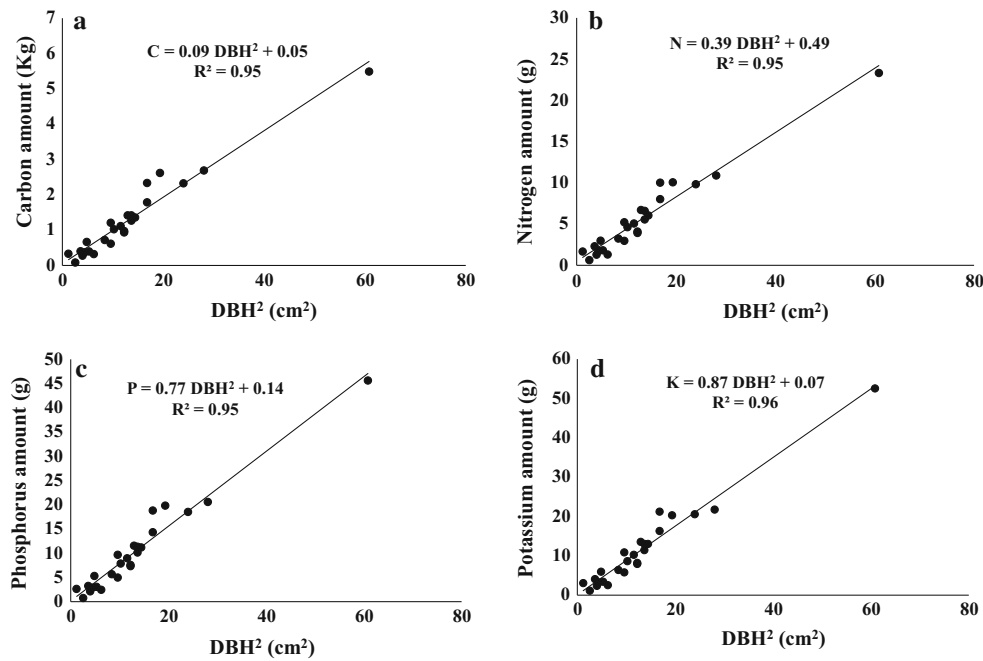 a
C = 0.09 DBH² + 0.05
R² = 0.95
Carbon amount (Kg)
7
6
5
4
3
2
1
0
0 20 40 60 80
DBH² (cm²)
b
N = 0.39 DBH² + 0.49
R² = 0.95
Nitrogen amount (g)
30
25
20
15
10
5
0
0 20 40 60 80
DBH² (cm²)
c
P = 0.77 DBH² + 0.14
R² = 0.95
Phosphorus amount (g)
50
45
40
35
30
25
20
15
10
5
0
0 20 40 60 80
DBH² (cm²)
d
K = 0.87 DBH² + 0.07
R² = 0.96
Potassium amount (g)
60
50
40
30
20
10
0
0 20 40 60 80
DBH² (cm²)